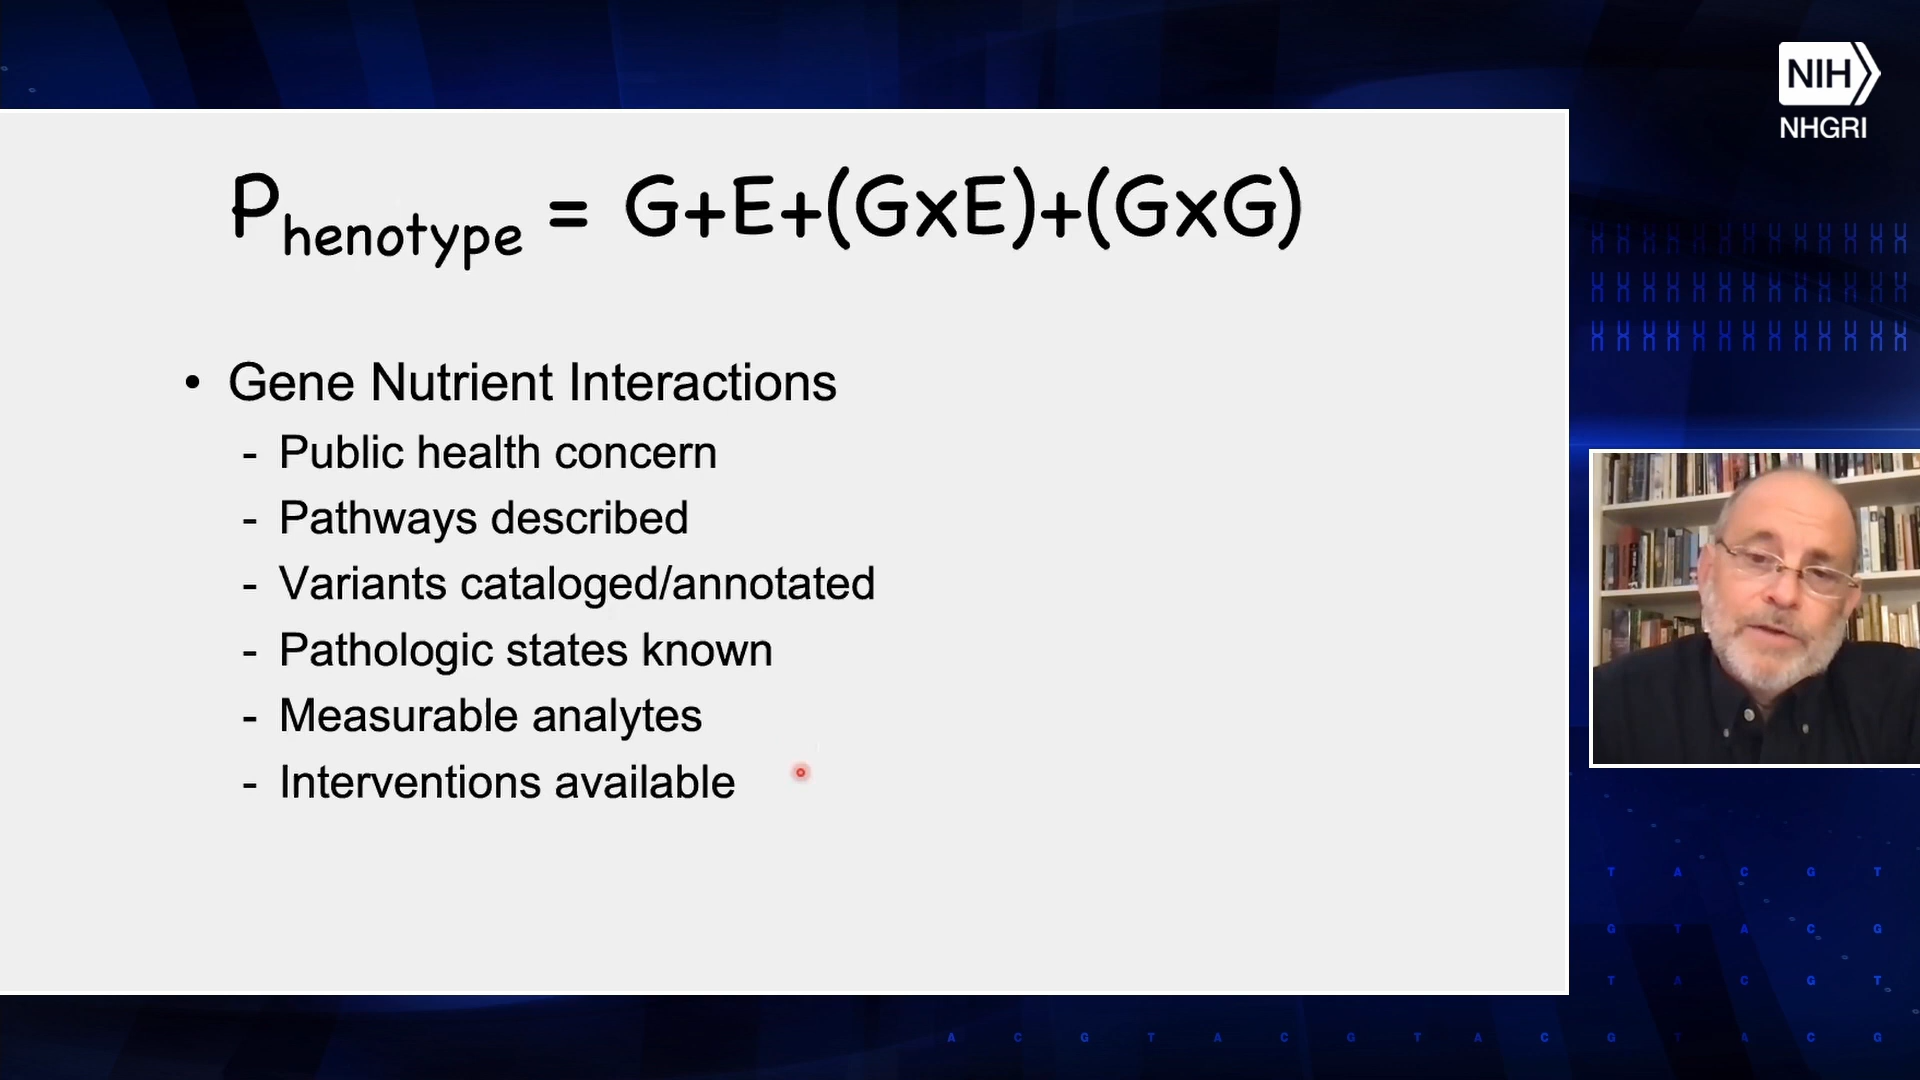 NIH
NHGRI
Phenotype = G+E+(GxE)+(GxG)
• Gene Nutrient Interactions
- Public health concern
- Pathways described
- Variants cataloged/annotated
- Pathologic states known
- Measurable analytes
- Interventions available
T A C G T
G T A C G
T A C G T
A C G T A C G T A C G T A C G